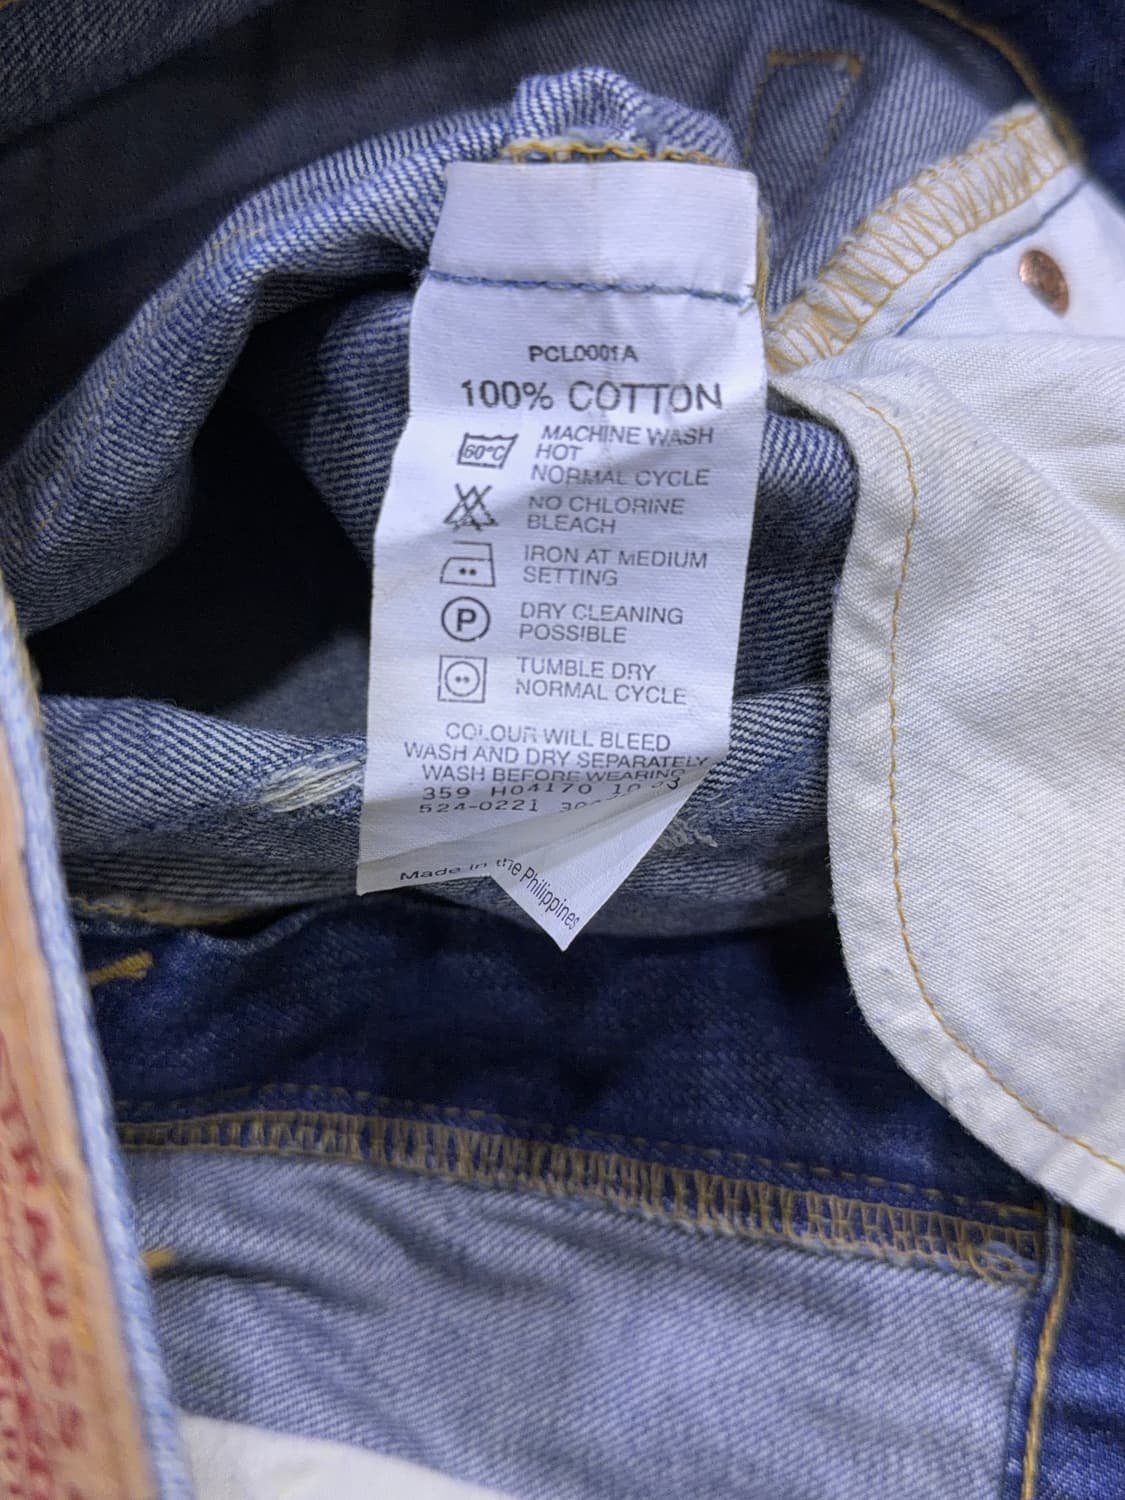 PCL0001A
100% COTTON
60°C MACHINE WASH
HOT
NORMAL CYCLE
NO CHLORINE
BLEACH
IRON AT MEDIUM
SETTING
P DRY CLEANING
POSSIBLE
TUMBLE DRY
NORMAL CYCLE
COLOUR WILL BLEED
WASH AND DRY SEPARATELY
WASH BEFORE WEARING
359 H04170 10
524-0221
Made in the Philippines